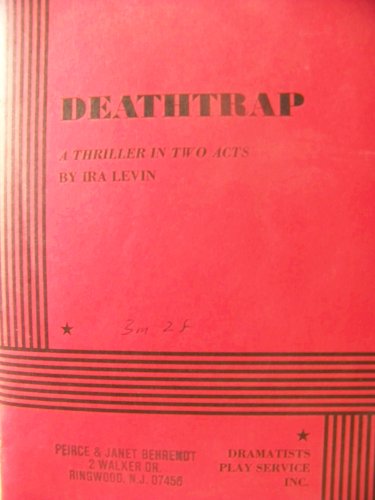 DEATHTRAP
A THRILLER IN TWO ACTS
BY IRA LEVIN
★ 3m 2f
★
PEIRCE & JANET BEHRENDT
2 WALKER DR.
RINGWOOD, N.J. 07456
DRAMATISTS
PLAY SERVICE
INC.